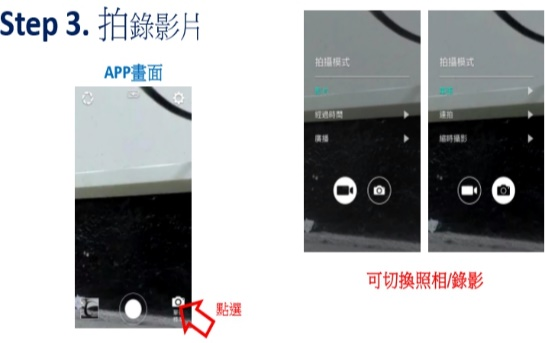 Step 3. 拍錄影片
APP畫面
點選
拍攝模式
經過時間
廣播
拍攝模式
連拍
縮時攝影
可切換照相/錄影